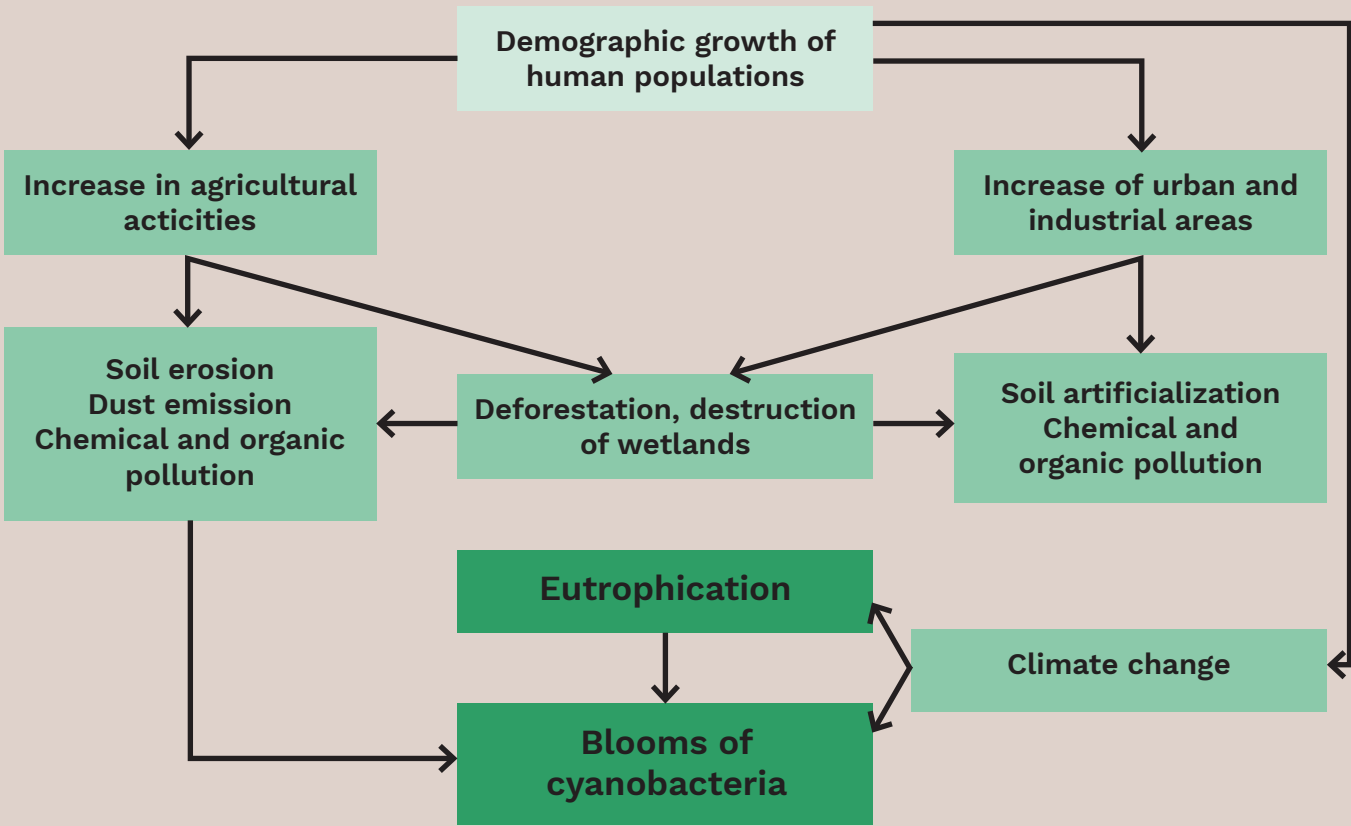 Demographic growth of
human populations
Increase in agricultural
acticities
Increase of urban and
industrial areas
Soil erosion
Dust emission
Chemical and organic
pollution
Deforestation, destruction
of wetlands
Soil artificialization
Chemical and
organic pollution
Eutrophication
Climate change
Blooms of
cyanobacteria